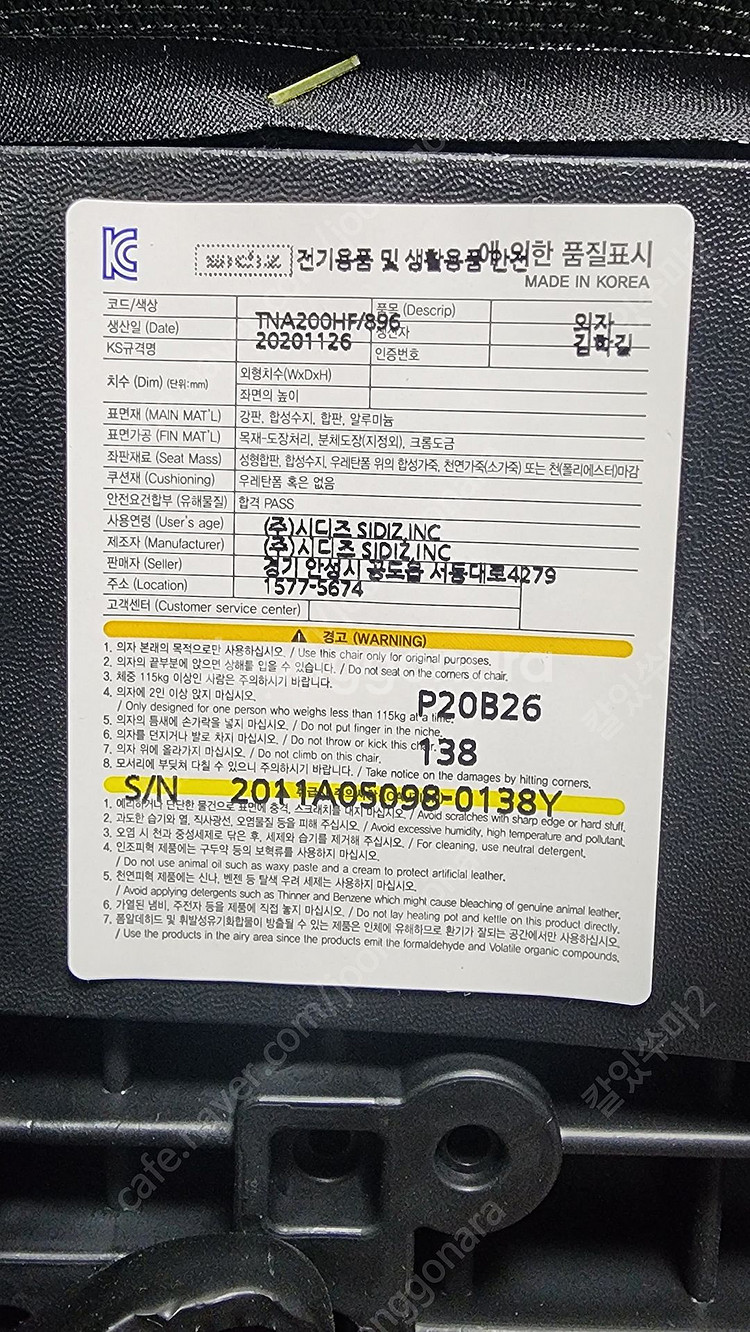 전기용품 및 생활용품 안전에 의한 품질표시
MADE IN KOREA
코드/색상 TNA200HF/896 품목 (Descrip) 의자
생산일 (Date) 20201126 생산자 김학길
KS규격명 인증번호
치수 (Dim) (단위:mm) 외형치수(WxDxH)
좌면의 높이
표면재 (MAIN MAT'L) 강판, 합성수지, 합판, 알루미늄
표면가공 (FIN MAT'L) 목재-도장처리, 분체도장(지정외), 크롬도금
좌판재료 (Seat Mass) 성형합판, 합성수지, 우레탄폼 위의 합성가죽, 천연가죽(소가죽) 또는 천(폴리에스터)마감
쿠션재 (Cushioning) 우레탄폼 혹은 없음
안전요건합부 (유해물질) 합격 PASS
사용연령 (User's age)
제조자 (Manufacturer) (주)시디즈 SIDIZ,INC
판매자 (Seller) (주)시디즈 SIDIZ,INC
주소 (Location) 경기 안성시 공도읍 서동대로4279
고객센터 (Customer service center) 1577-5674
경고 (WARNING)
1. 의자 본래의 목적으로만 사용하십시오. / Use this chair only for original purposes.
2. 의자의 끝부분에 앉으면 상해를 입을 수 있습니다. / Do not seat on the corners of chair.
3. 체중 115kg 이상인 사람은 주의하시기 바랍니다.
4. 의자에 2인 이상 앉지 마십시오.
/ Only designed for one person who weighs less than 115kg at a time.
P20B26
5. 의자의 틈새에 손가락을 넣지 마십시오. / Do not put finger in the niche.
6. 의자를 던지거나 발로 차지 마십시오. / Do not throw or kick this chair.
138
7. 의자 위에 올라가지 마십시오. / Do not climb on this chair.
8. 모서리에 부딪쳐 다칠 수 있으니 주의하시기 바랍니다. / Take notice on the damages by hitting corners.
S/N 2011A05098-0138Y
1. 예리하거나 단단한 물건으로 표면에 충격, 스크래치를 내지 마십시오. / Avoid scratches with sharp edge or hard stuff.
2. 과도한 습기와 열, 직사광선, 오염물질 등을 피해 주십시오. / Avoid excessive humidity, high temperature and pollutant.
3. 오염 시 천과 중성세제로 닦은 후, 세제와 습기를 제거해 주십시오. / For cleaning, use neutral detergent.
4. 인조피혁 제품에는 구두약 등의 보혁류를 사용하지 마십시오.
/ Do not use animal oil such as waxy paste and a cream to protect artificial leather.
5. 천연피혁 제품에는 신나, 벤젠 등 탈색 우려 세제는 사용하지 마십시오.
/ Avoid applying detergents such as Thinner and Benzene which might cause bleaching of genuine animal leather.
6. 가열된 냄비, 주전자 등을 제품에 직접 놓지 마십시오. / Do not lay heating pot and kettle on this product directly.
7. 폼알데히드 및 휘발성유기화합물이 방출될 수 있는 제품은 인체에 유해하므로 환기가 잘되는 공간에서만 사용하십시오.
/ Use the products in the airy area since the products emit the formaldehyde and Volatile organic compounds.
칼있쑤마2
칼있쑤마2
cafe.naver.com/joonggonara